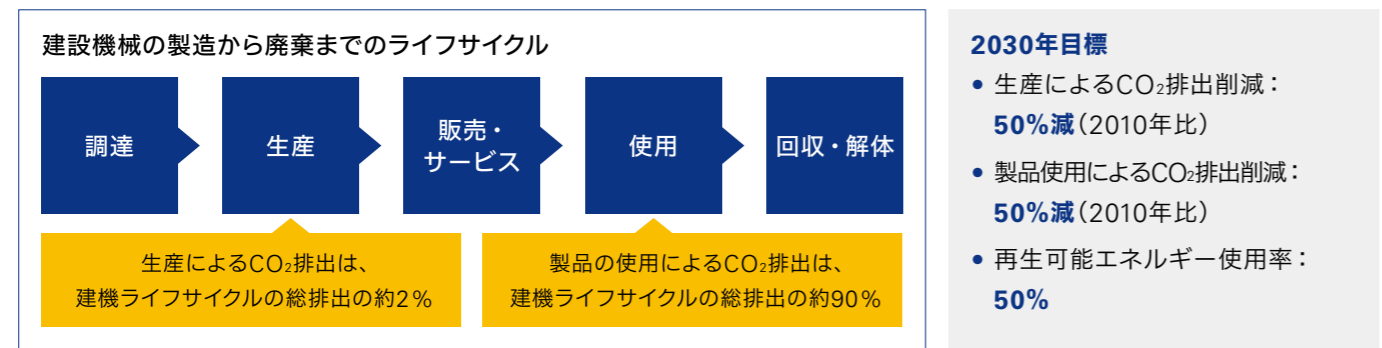 建設機械の製造から廃棄までのライフサイクル
調達
生産
販売・
サービス
使用
回収・解体
生産によるCO₂排出は、
建機ライフサイクルの総排出の約2%
製品の使用によるCO₂排出は、
建機ライフサイクルの総排出の約90%
2030年目標
• 生産によるCO₂排出削減：
50%減(2010年比)
• 製品使用によるCO₂排出削減：
50%減(2010年比)
• 再生可能エネルギー使用率：
50%